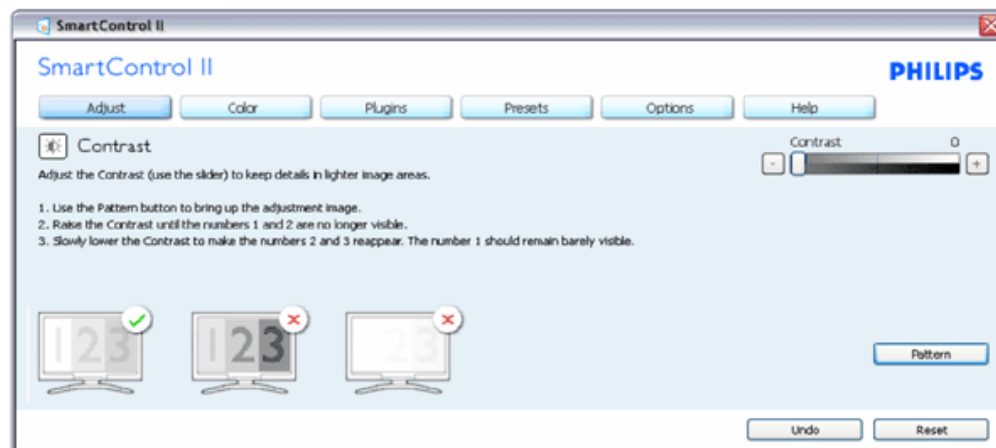 SmartControl II
SmartControl II
PHILIPS
Adjust Color Plugins Presets Options Help
Contrast
Contrast 0
- +
Adjust the Contrast (use the slider) to keep details in lighter image areas.
1. Use the Pattern button to bring up the adjustment image.
2. Raise the Contrast until the numbers 1 and 2 are no longer visible.
3. Slowly lower the Contrast to make the numbers 2 and 3 reappear. The number 1 should remain barely visible.
123 123 23
Pattern
Undo Reset